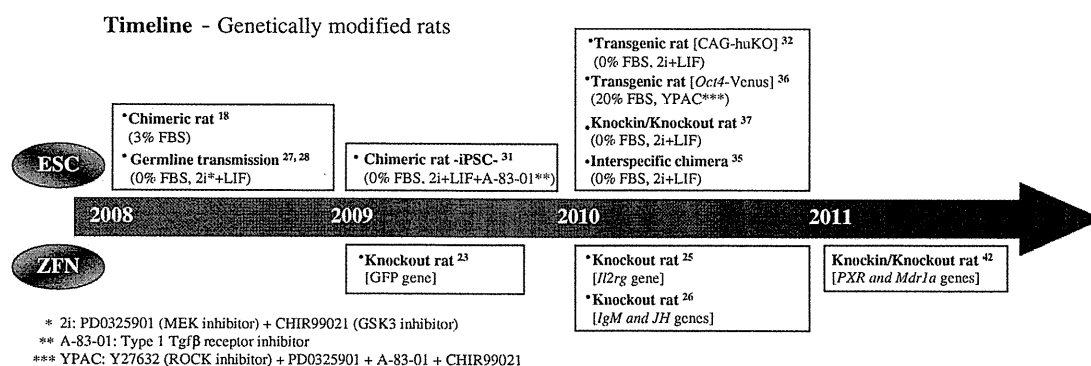 Timeline - Genetically modified rats
•Transgenic rat [CAG-huKO] 32
(0% FBS, 2i+LIF)
•Transgenic rat [Oct4-Venus] 36
(20% FBS, YPAC***)
•Knockin/Knockout rat 37
(0% FBS, 2i+LIF)
•Interspecific chimera 35
(0% FBS, 2i+LIF)
•Chimeric rat 18
(3% FBS)
•Germline transmission 27, 28
(0% FBS, 2i*+LIF)
•Chimeric rat -iPSC- 31
(0% FBS, 2i+LIF+A-83-01**)
ESC
2008
2009
2010
2011
ZFN
•Knockout rat 23
[GFP gene]
•Knockout rat 25
[Il2rg gene]
•Knockout rat 26
[IgM and JH genes]
Knockin/Knockout rat 42
[PXR and Mdr1a genes]
* 2i: PD0325901 (MEK inhibitor) + CHIR99021 (GSK3 inhibitor)
** A-83-01: Type 1 Tgfβ receptor inhibitor
*** YPAC: Y27632 (ROCK inhibitor) + PD0325901 + A-83-01 + CHIR99021